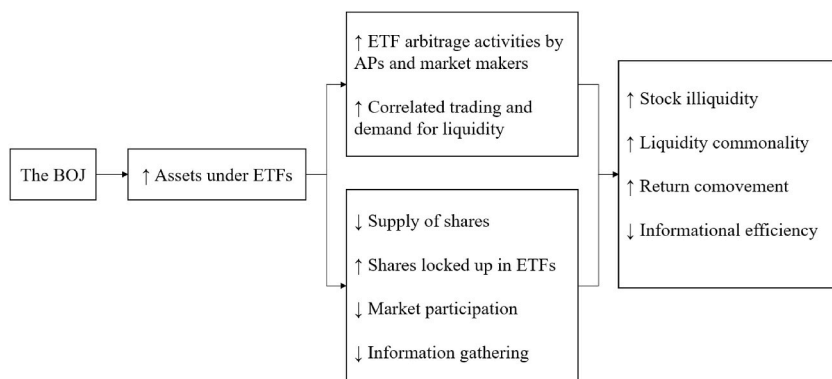 The BOJ
↑ Assets under ETFs
↑ ETF arbitrage activities by
APs and market makers
↑ Correlated trading and
demand for liquidity
↓ Supply of shares
↑ Shares locked up in ETFs
↓ Market participation
↓ Information gathering
↑ Stock illiquidity
↑ Liquidity commonality
↑ Return comovement
↓ Informational efficiency